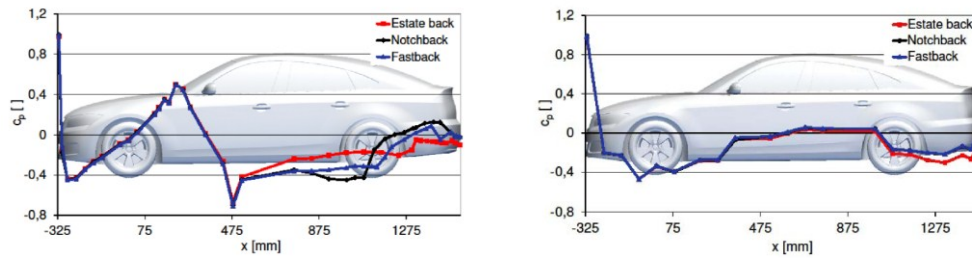 1,2
0,8
0,4
0
-0,4
-0,8
cp [ ]
Estate back
Notchback
Fastback
-325 75 475 875 1275
x [mm]
1,2
0,8
0,4
0
-0,4
-0,8
cp [ ]
Estate back
Notchback
Fastback
-325 75 475 875 1275
x [mm]